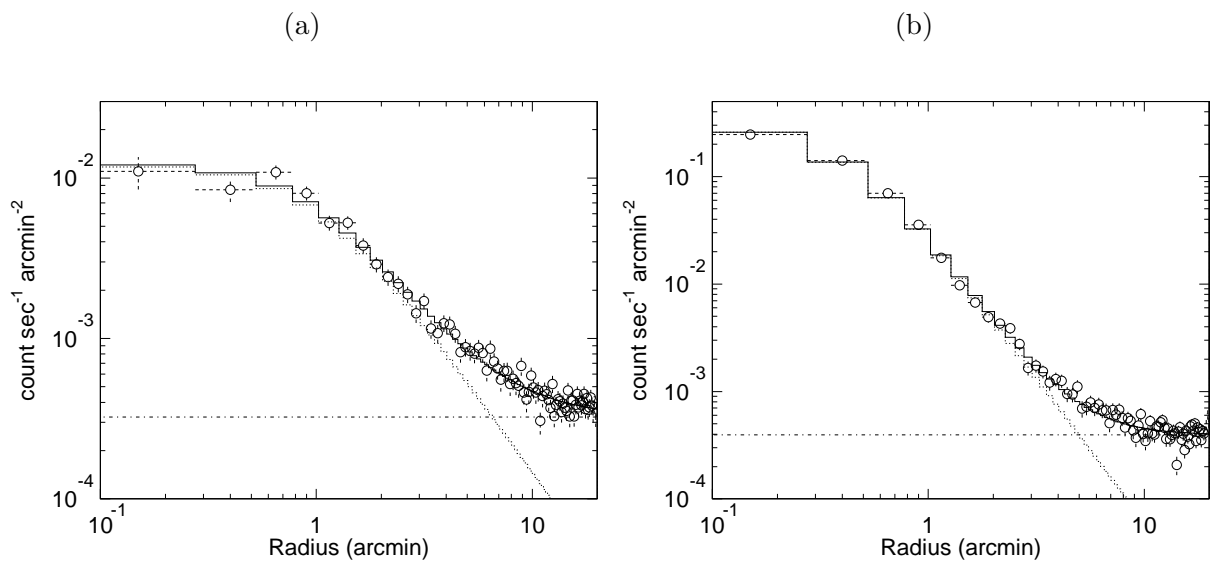 (a)
(b)
10⁻²
10⁻³
10⁻⁴
count sec⁻¹ arcmin⁻²
10⁻¹
1
10
Radius (arcmin)
10⁻¹
10⁻²
10⁻³
10⁻⁴
count sec⁻¹ arcmin⁻²
10⁻¹
1
10
Radius (arcmin)